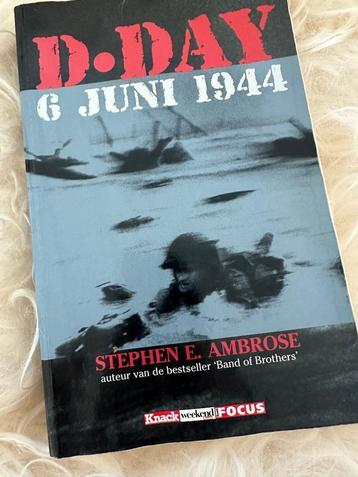 D•DAY
6 JUNI 1944
STEPHEN E. AMBROSE
auteur van de bestseller 'Band of Brothers'
Knack weekend FOCUS